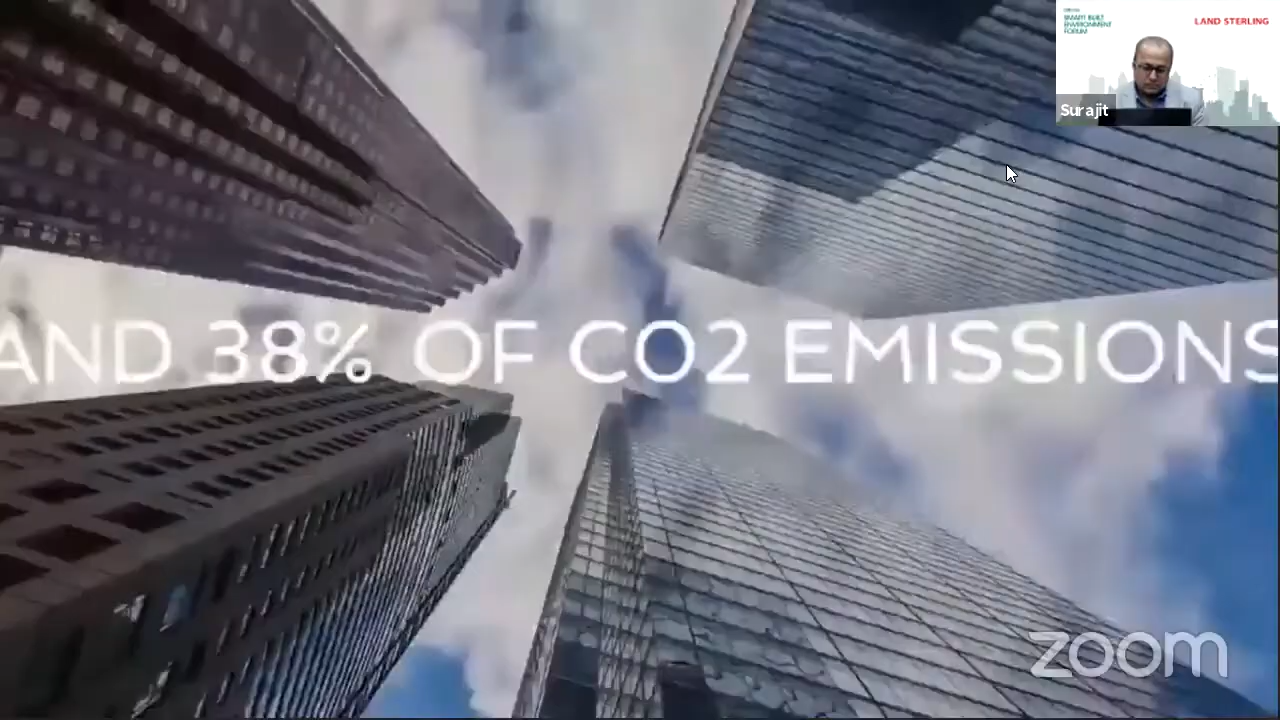 SMART BUILT
ENVIRONMENT
FORUM
LAND STERLING
Surajit
AND 38% OF CO2 EMISSIONS
zoom